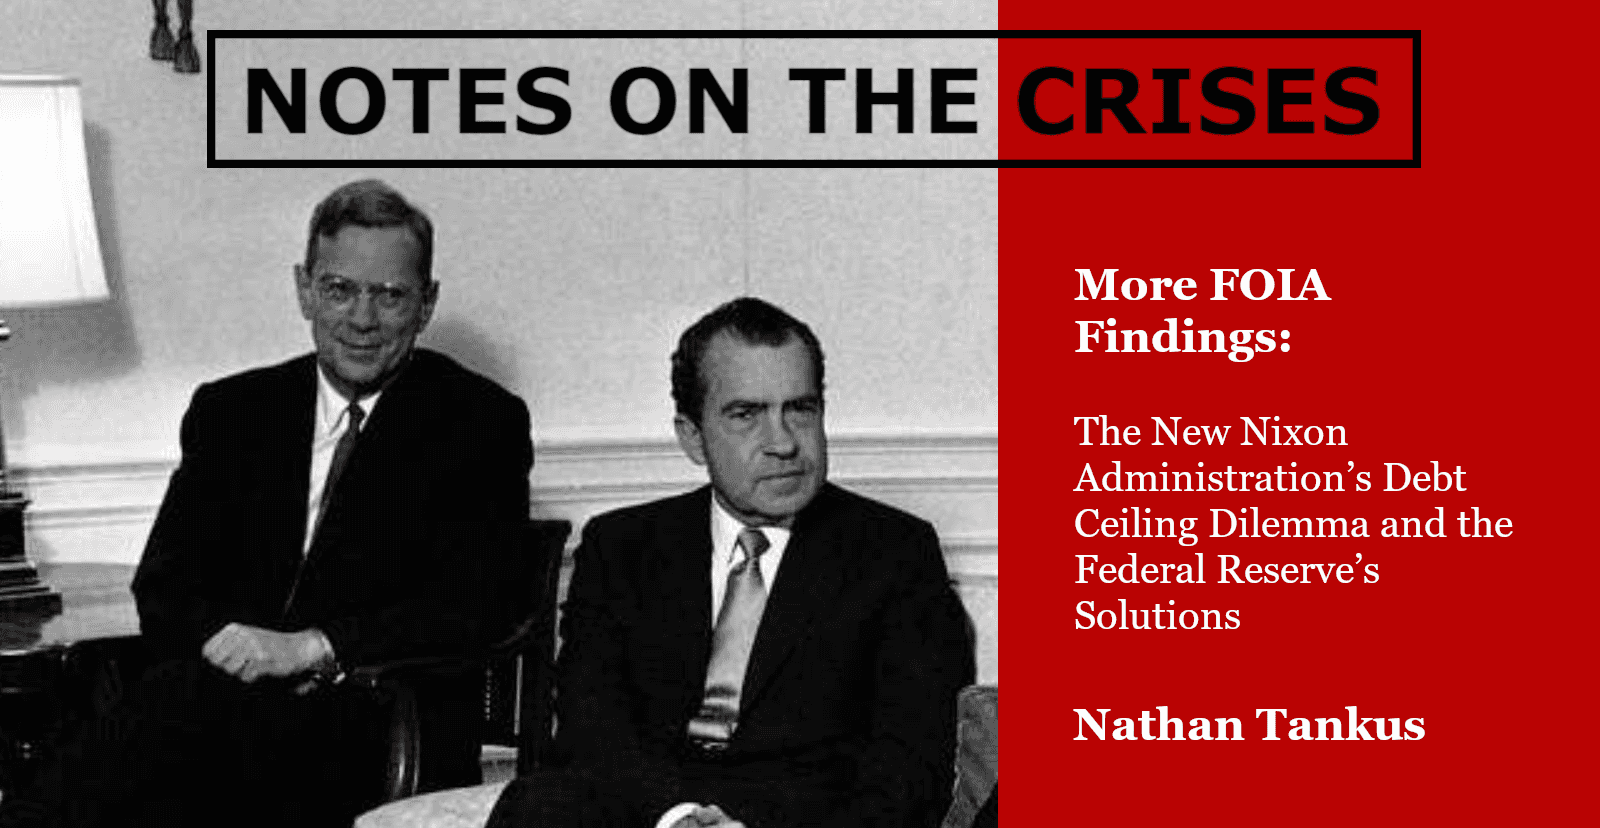 NOTES ON THE CRISES
More FOIA
Findings:
The New Nixon
Administration’s Debt
Ceiling Dilemma and the
Federal Reserve’s
Solutions
Nathan Tankus